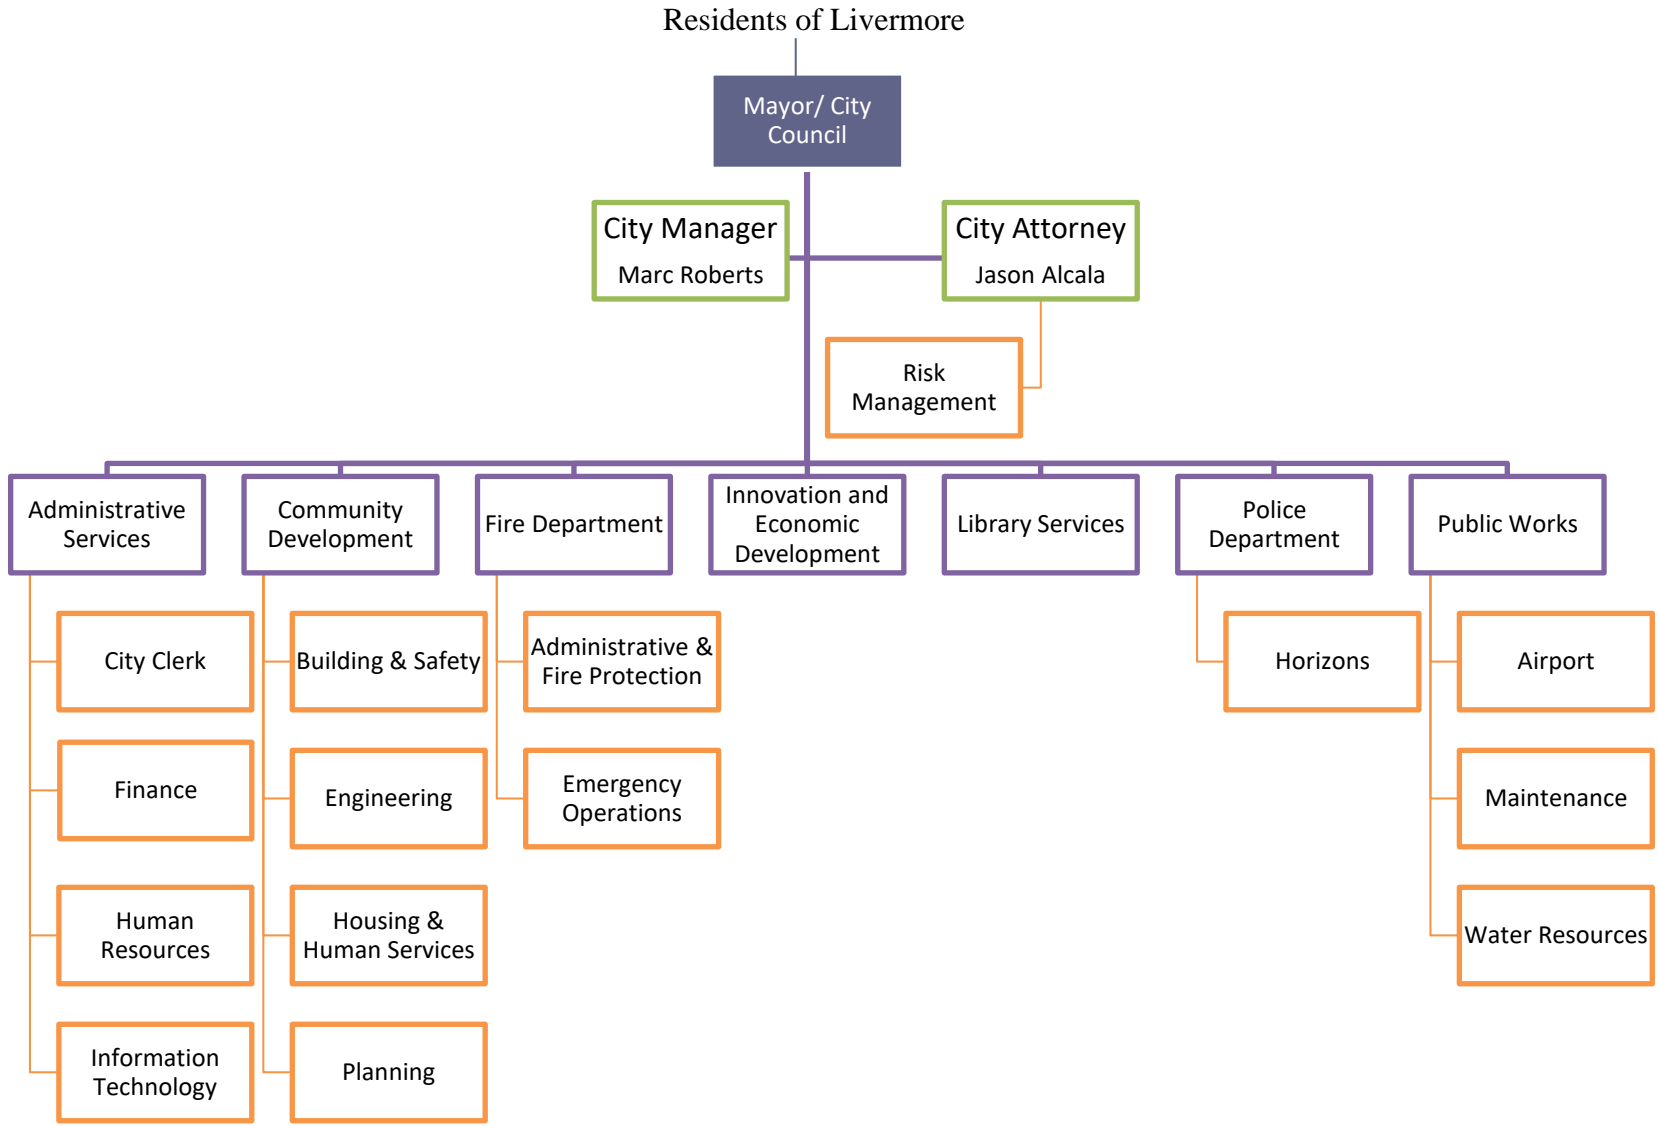 Residents of Livermore
Mayor/ City
Council
City Manager
Marc Roberts
City Attorney
Jason Alcala
Risk
Management
Administrative
Services
Community
Development
Fire Department
Innovation and
Economic
Development
Library Services
Police
Department
Public Works
City Clerk
Building & Safety
Administrative &
Fire Protection
Horizons
Airport
Finance
Engineering
Emergency
Operations
Maintenance
Human
Resources
Housing &
Human Services
Water Resources
Information
Technology
Planning